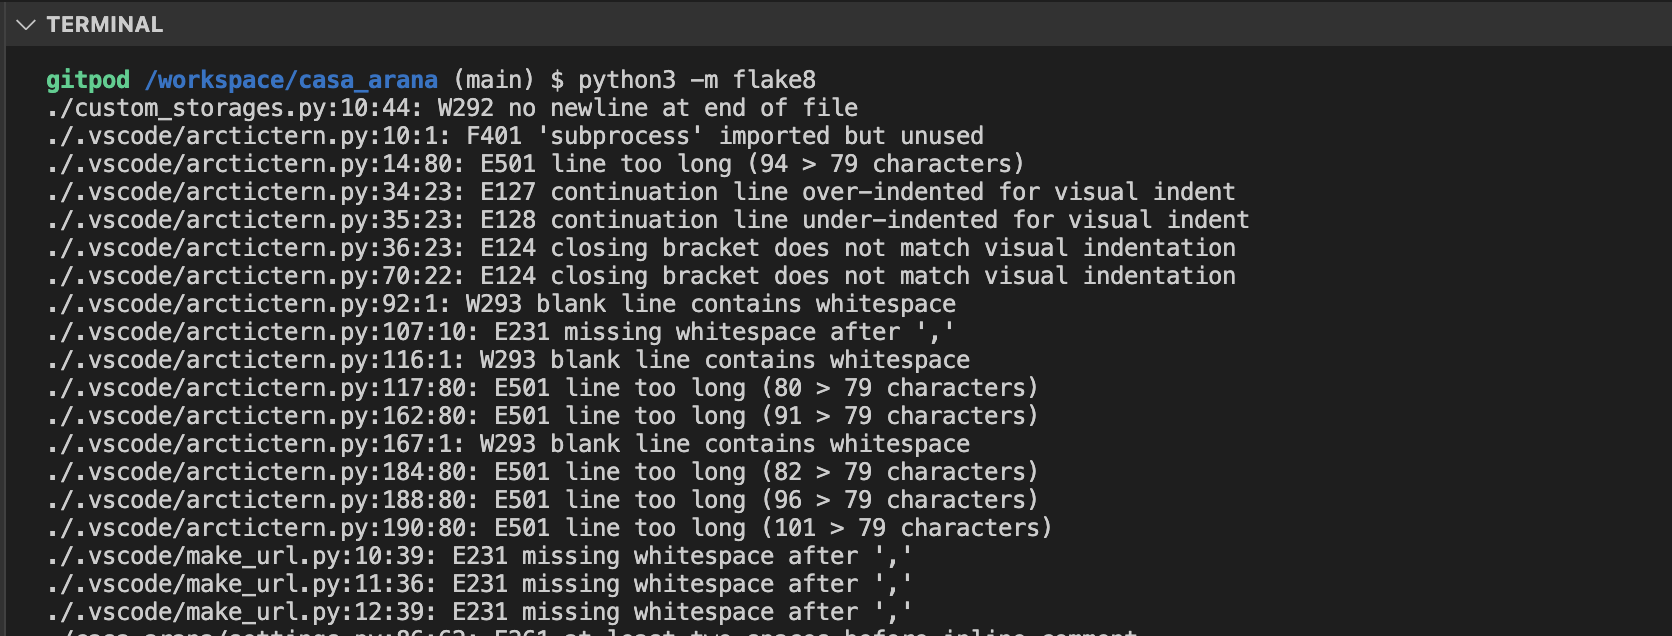 TERMINAL
gitpod /workspace/casa_arana (main) $ python3 -m flake8
./custom_storages.py:10:44: W292 no newline at end of file
./.vscode/arctictern.py:10:1: F401 'subprocess' imported but unused
./.vscode/arctictern.py:14:80: E501 line too long (94 > 79 characters)
./.vscode/arctictern.py:34:23: E127 continuation line over-indented for visual indent
./.vscode/arctictern.py:35:23: E128 continuation line under-indented for visual indent
./.vscode/arctictern.py:36:23: E124 closing bracket does not match visual indentation
./.vscode/arctictern.py:70:22: E124 closing bracket does not match visual indentation
./.vscode/arctictern.py:92:1: W293 blank line contains whitespace
./.vscode/arctictern.py:107:10: E231 missing whitespace after ','
./.vscode/arctictern.py:116:1: W293 blank line contains whitespace
./.vscode/arctictern.py:117:80: E501 line too long (80 > 79 characters)
./.vscode/arctictern.py:162:80: E501 line too long (91 > 79 characters)
./.vscode/arctictern.py:167:1: W293 blank line contains whitespace
./.vscode/arctictern.py:184:80: E501 line too long (82 > 79 characters)
./.vscode/arctictern.py:188:80: E501 line too long (96 > 79 characters)
./.vscode/arctictern.py:190:80: E501 line too long (101 > 79 characters)
./.vscode/make_url.py:10:39: E231 missing whitespace after ','
./.vscode/make_url.py:11:36: E231 missing whitespace after ','
./.vscode/make_url.py:12:39: E231 missing whitespace after ','
at least two spaces before inline comment